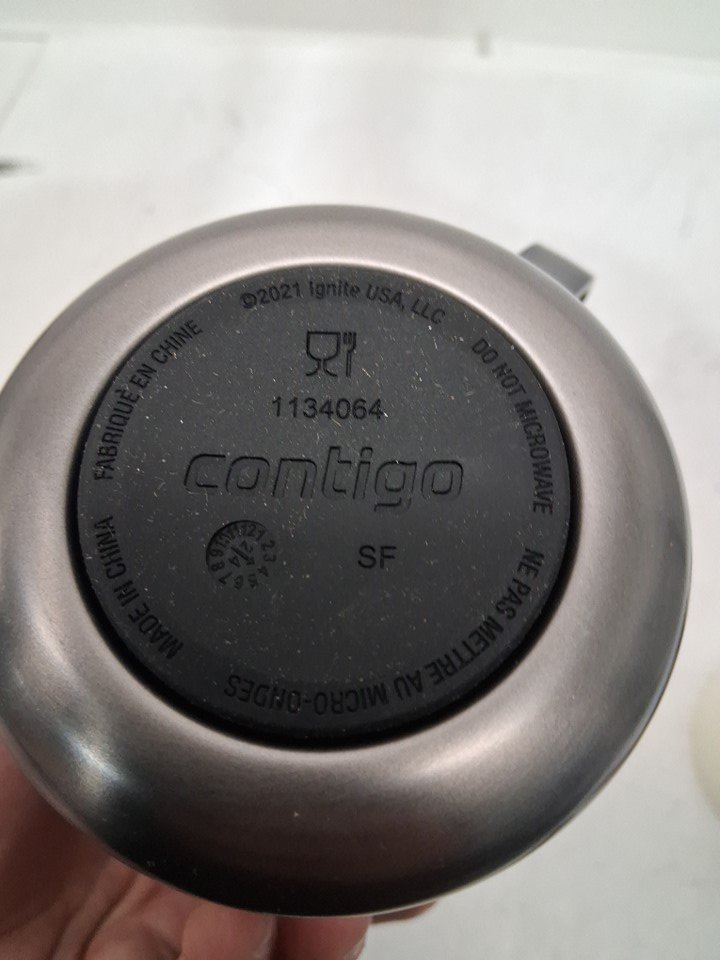 ©2021 Ignite USA, LLC
1134064
contigo
SF
DO NOT MICROWAVE
NE PAS METTRE AU MICRO-ONDES
MADE IN CHINA
FABRIQUÉ EN CHINE